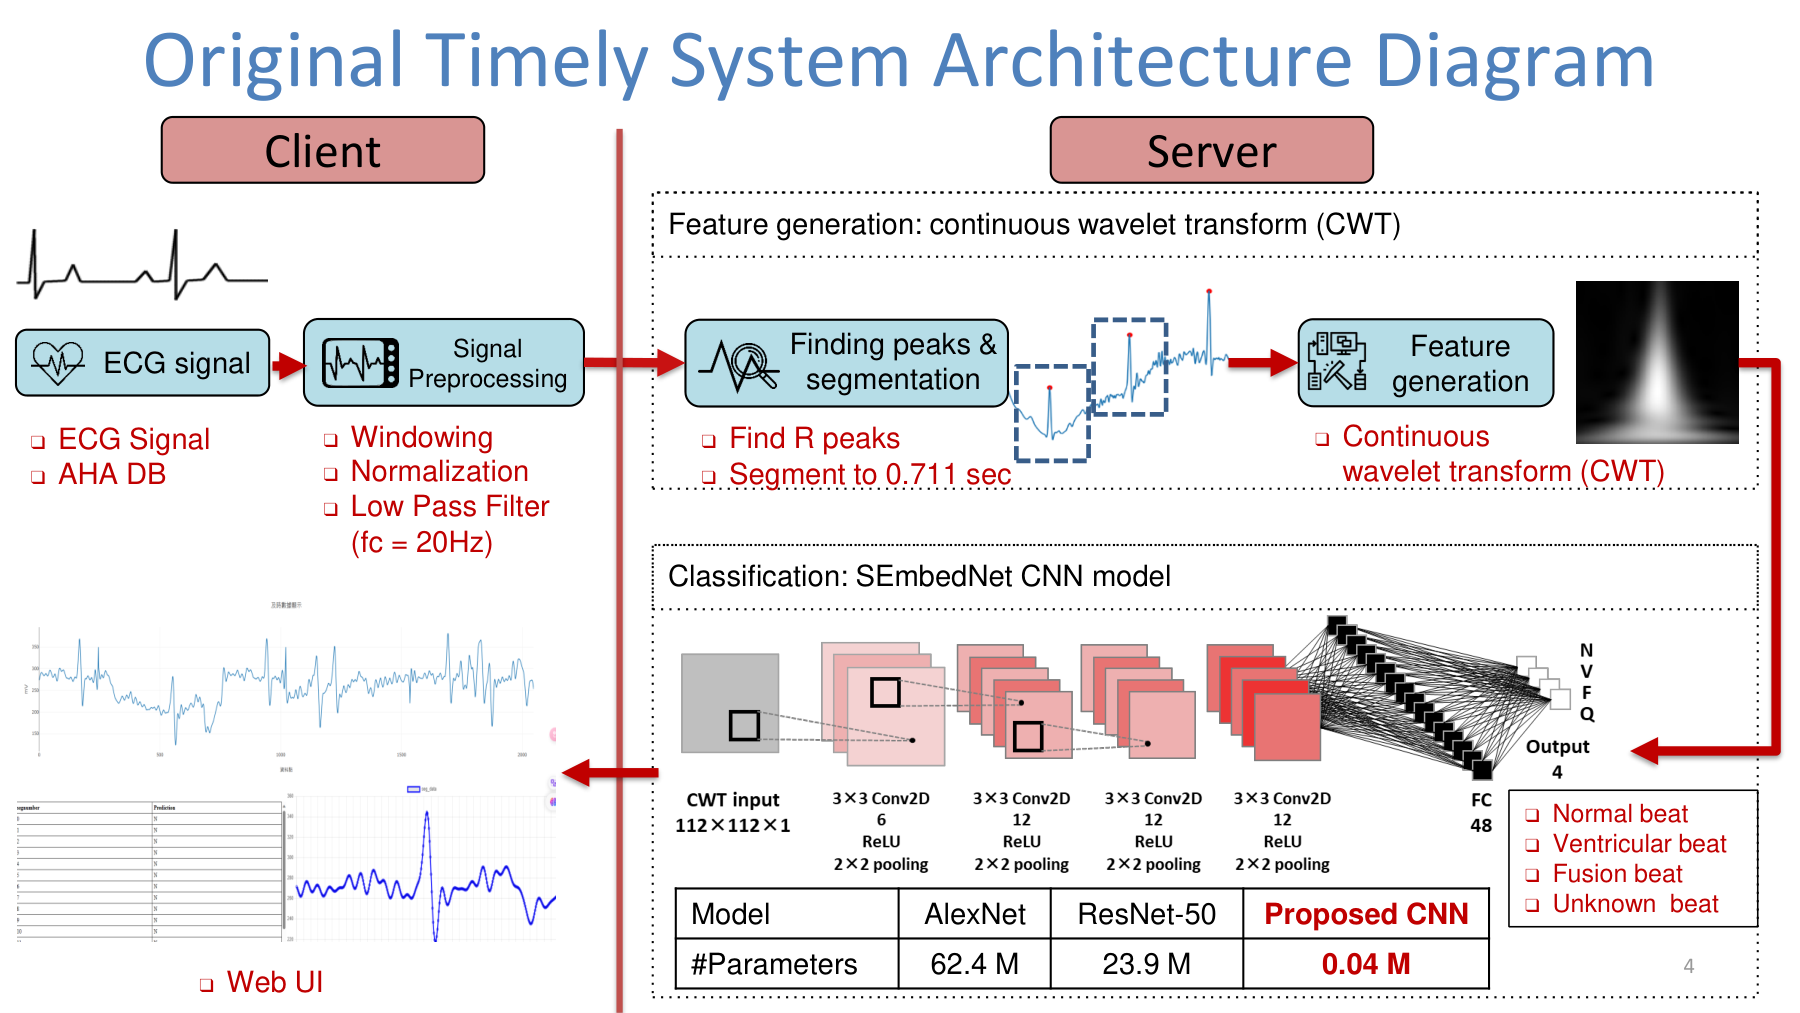 Original Timely System Architecture Diagram
Client
Server
Feature generation: continuous wavelet transform (CWT)
ECG signal
Signal
Preprocessing
Finding peaks &
segmentation
Feature
generation
❑ ECG Signal
❑ AHA DB
❑ Windowing
❑ Normalization
❑ Low Pass Filter
(fc = 20Hz)
❑ Find R peaks
❑ Segment to 0.711 sec
❑ Continuous
wavelet transform (CWT)
Classification: SEmbedNet CNN model
N
V
F
Q
Output
4
CWT input
112×112×1
3×3 Conv2D
6
ReLU
2×2 pooling
3×3 Conv2D
12
ReLU
2×2 pooling
3×3 Conv2D
12
ReLU
2×2 pooling
3×3 Conv2D
12
ReLU
2×2 pooling
FC
48
❑ Normal beat
❑ Ventricular beat
❑ Fusion beat
❑ Unknown beat
Model AlexNet ResNet-50 Proposed CNN
#Parameters 62.4 M 23.9 M 0.04 M
Prediction
N
N
N
N
N
N
N
N
N
N
N
❑ Web UI
4